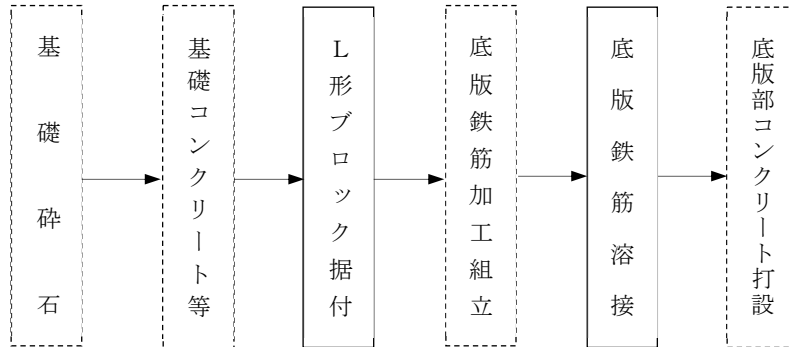 基礎砕石
基礎コンクリート等
L形ブロック据付
底版鉄筋加工組立
底版鉄筋溶接
底版部コンクリート打設